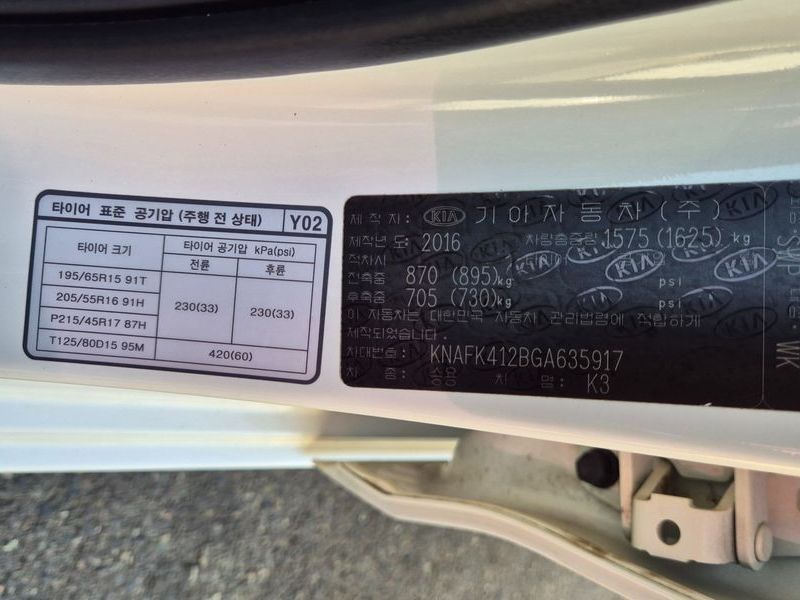 타이어 표준 공기압 (주행 전 상태) Y02
타이어 크기 타이어 공기압 kPa(psi)
전륜 후륜
195/65R15 91T
205/55R16 91H
P215/45R17 87H
230(33) 230(33)
T125/80D15 95M 420(60)
제작자: KIA 기아자동차(주)
제작년도: 2016 차량총중량 1575 (1625) kg
적차시
전축중 870 (895)kg psi
후축중 705 (730)kg psi
이 자동차는 대한민국 자동차 관리법령에 적합하게
제작되었습니다.
차대번호: KNAFK412BGA635917
차종: 승용 차명: K3
WK